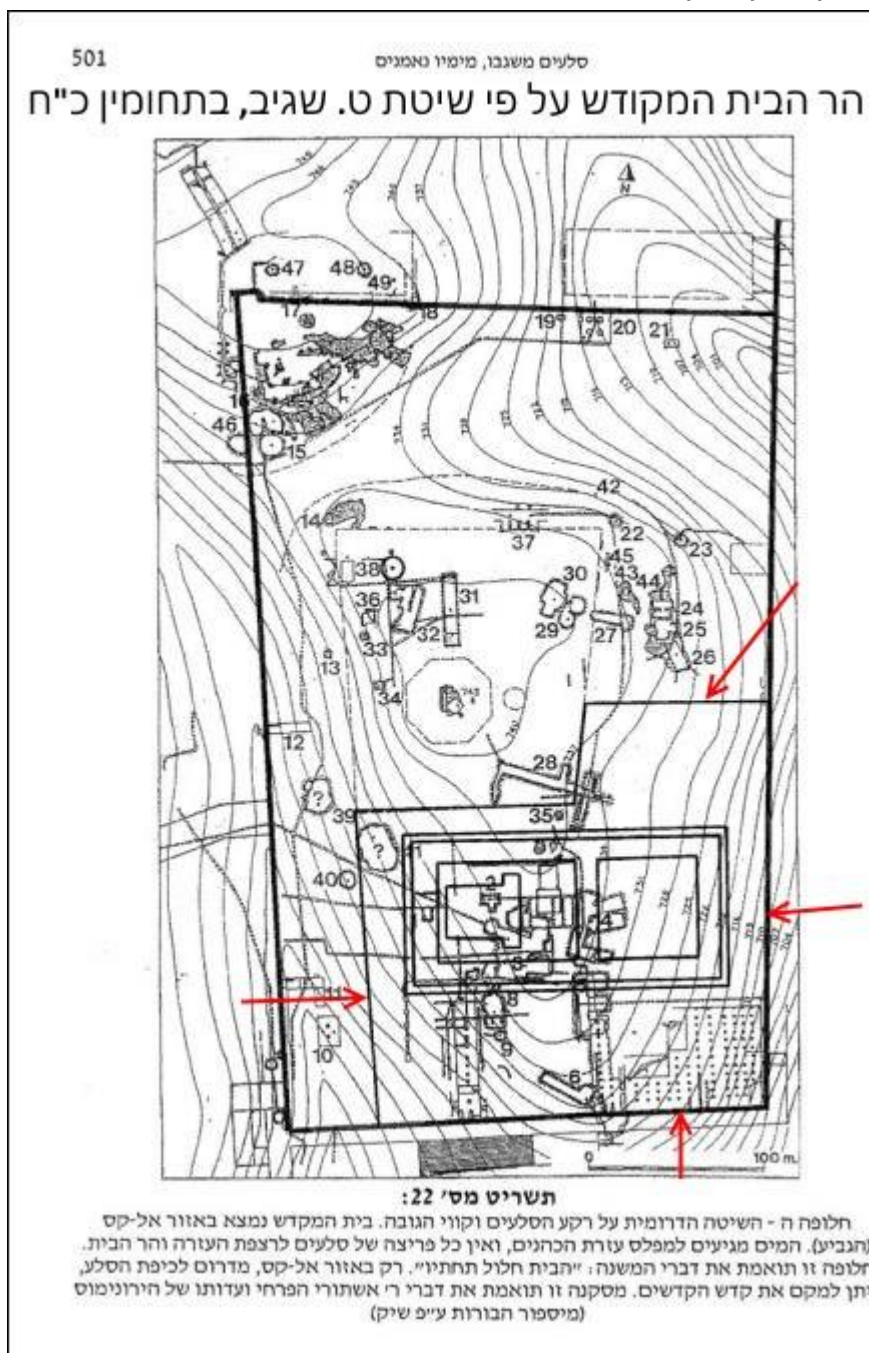 501
סלעים משגבו, מימיו נאמנים
הר הבית המקודש על פי שיטת ט. שגיב, בתחומין כ"ח
N
47 48 49
17 18 19 20 21
16
46 15
42
14 37 22 23
45
38 30 43 44
36 31 24
32 29 27 25
33 26
13
34 743
12
28
?
39 35
40
2
4
11
8
10 9
6
0 100 m.
תשריט מס' 22:
חלופה ה - השיטה הדרומית על רקע הסלעים וקווי הגובה. בית המקדש נמצא באזור אל-קס
(הגביע). המים מגיעים למפלס עזרת הכהנים, ואין כל פריצה של סלעים לרצפת העזרה והר הבית.
חלופה זו תואמת את דברי המשנה: "הבית חלול תחתיו". רק באזור אל-קס, מדרום לכיפת הסלע,
יתן למקם את קדש הקדשים. מסקנה זו תואמת את דברי ר' אשתורי הפרחי ועדותו של הירונימוס
(מיספור הבורות ע"פ שיק)